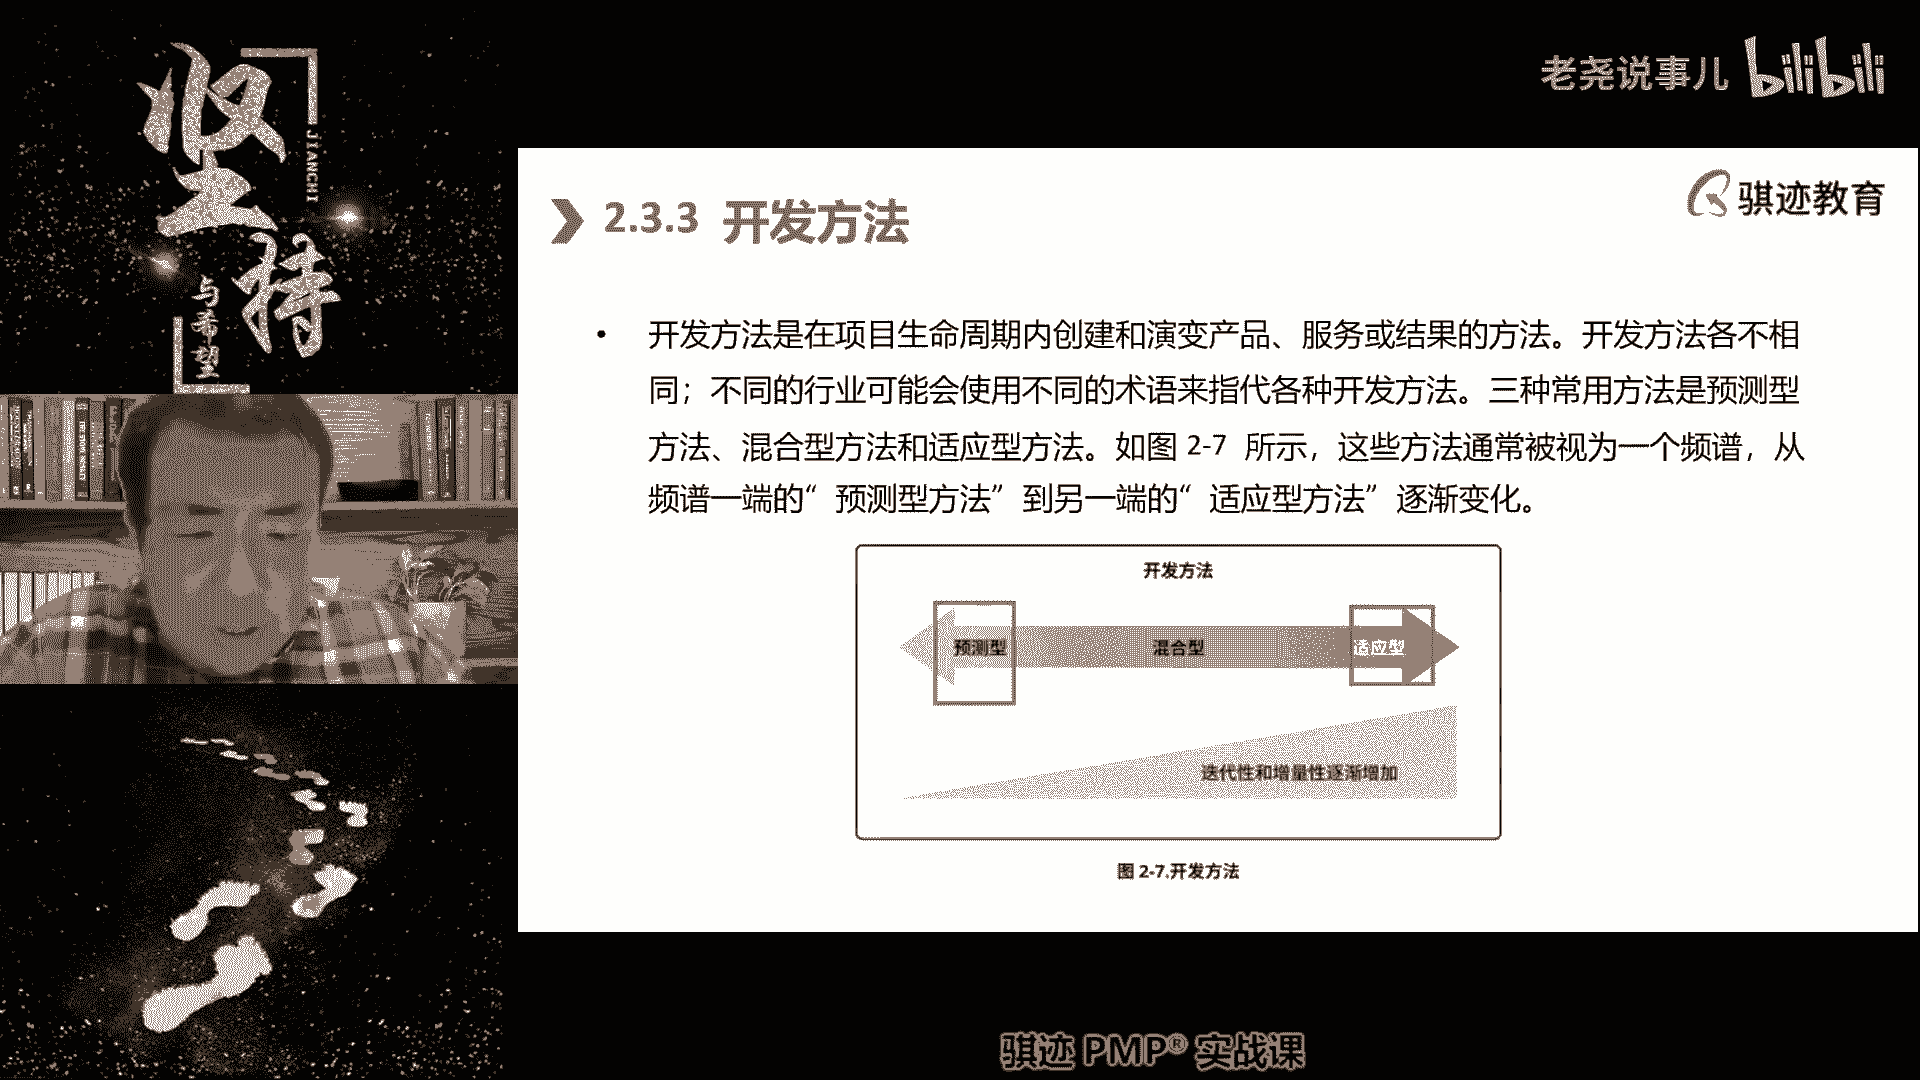 坚持
JIANCHI
与希望
老尧说事儿 bilibili
骐迹教育
2.3.3 开发方法
• 开发方法是在项目生命周期内创建和演变产品、服务或结果的方法。开发方法各不相
同；不同的行业可能会使用不同的术语来指代各种开发方法。三种常用方法是预测型
方法、混合型方法和适应型方法。如图 2-7 所示，这些方法通常被视为一个频谱，从
频谱一端的“预测型方法”到另一端的“适应型方法”逐渐变化。
开发方法
预测型 混合型 适应型
迭代性和增量性逐渐增加
图 2-7.开发方法
骐迹 PMP® 实战课